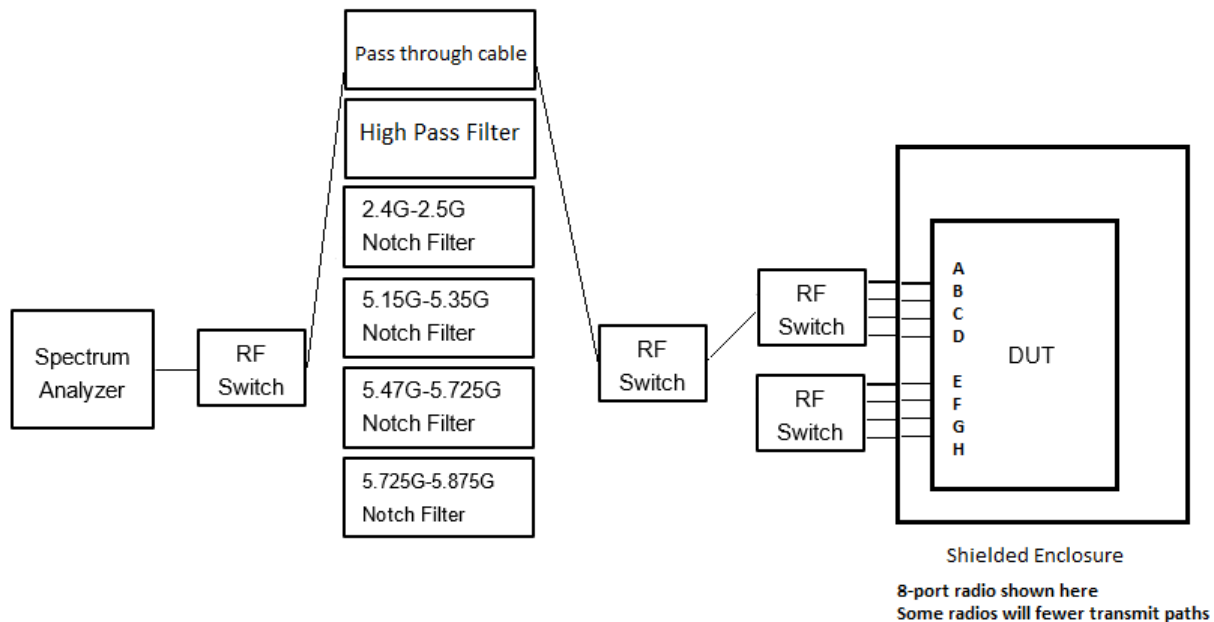 Pass through cable
High Pass Filter
2.4G-2.5G
Notch Filter
5.15G-5.35G
Notch Filter
5.47G-5.725G
Notch Filter
5.725G-5.875G
Notch Filter
Spectrum
Analyzer
RF
Switch
RF
Switch
RF
Switch
RF
Switch
A
B
C
D
E
F
G
H
DUT
Shielded Enclosure
8-port radio shown here
Some radios will fewer transmit paths